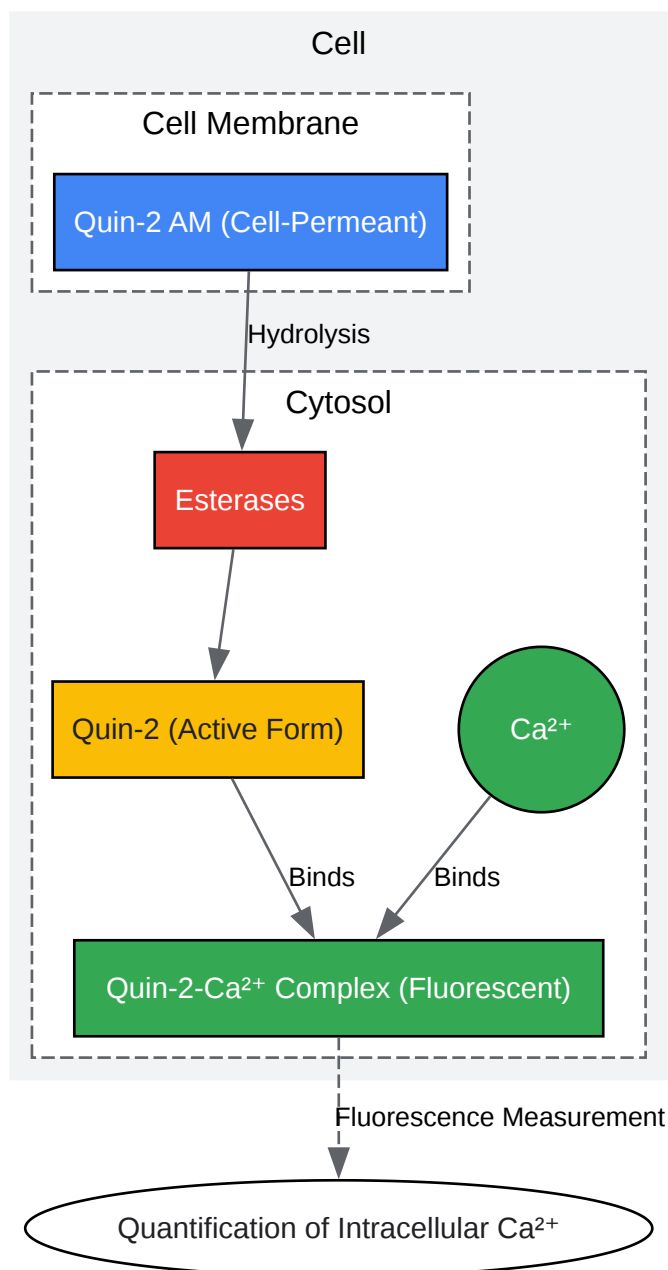 Cell
Cell Membrane
Quin-2 AM (Cell-Permeant)
Hydrolysis
Cytosol
Esterases
Quin-2 (Active Form)
Ca²⁺
Binds
Binds
Quin-2-Ca²⁺ Complex (Fluorescent)
Fluorescence Measurement
Quantification of Intracellular Ca²⁺